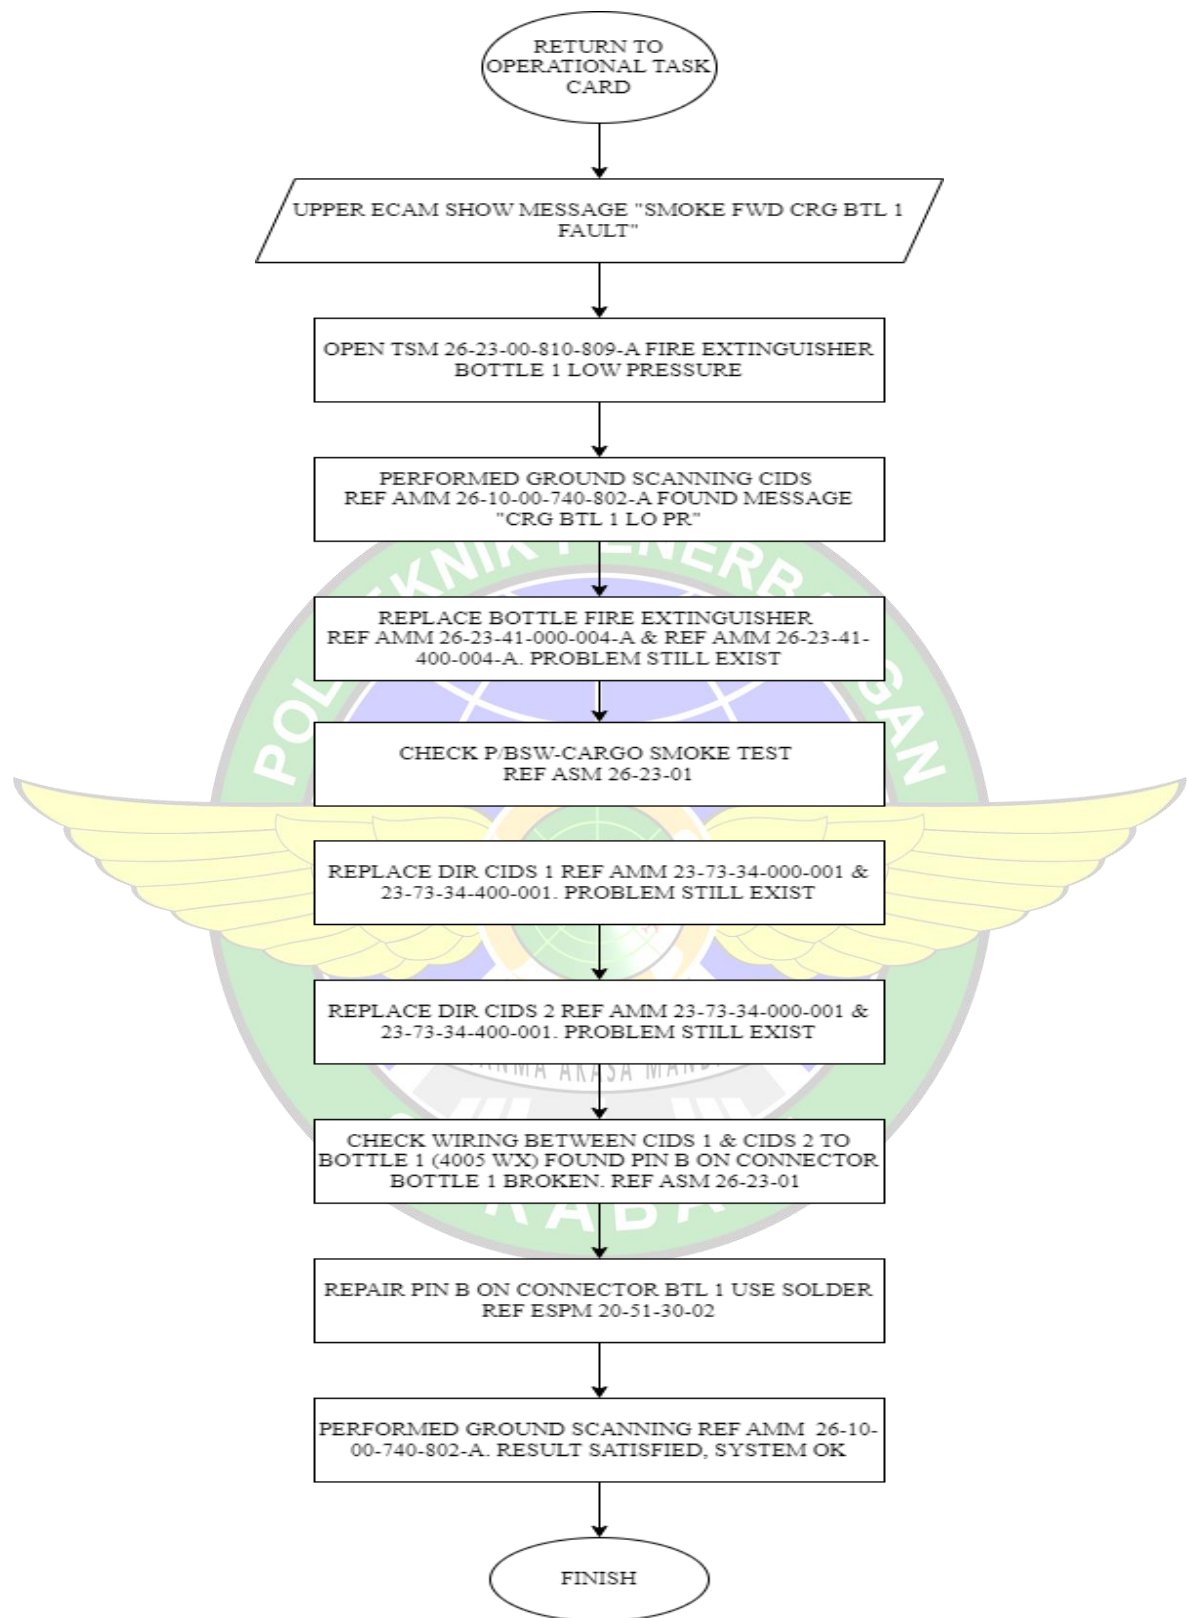 RETURN TO
OPERATIONAL TASK
CARD
UPPER ECAM SHOW MESSAGE "SMOKE FWD CRG BTL 1
FAULT"
OPEN TSM 26-23-00-810-809-A FIRE EXTINGUISHER
BOTTLE 1 LOW PRESSURE
PERFORMED GROUND SCANNING CIDS
REF AMM 26-10-00-740-802-A FOUND MESSAGE
"CRG BTL 1 LO PR"
REPLACE BOTTLE FIRE EXTINGUISHER
REF AMM 26-23-41-000-004-A & REF AMM 26-23-41-
400-004-A. PROBLEM STILL EXIST
CHECK P/BSW-CARGO SMOKE TEST
REF ASM 26-23-01
REPLACE DIR CIDS 1 REF AMM 23-73-34-000-001 &
23-73-34-400-001. PROBLEM STILL EXIST
REPLACE DIR CIDS 2 REF AMM 23-73-34-000-001 &
23-73-34-400-001. PROBLEM STILL EXIST
CHECK WIRING BETWEEN CIDS 1 & CIDS 2 TO
BOTTLE 1 (4005 WX) FOUND PIN B ON CONNECTOR
BOTTLE 1 BROKEN. REF ASM 26-23-01
REPAIR PIN B ON CONNECTOR BTL 1 USE SOLDER
REF ESPM 20-51-30-02
PERFORMED GROUND SCANNING REF AMM 26-10-
00-740-802-A. RESULT SATISFIED, SYSTEM OK
FINISH